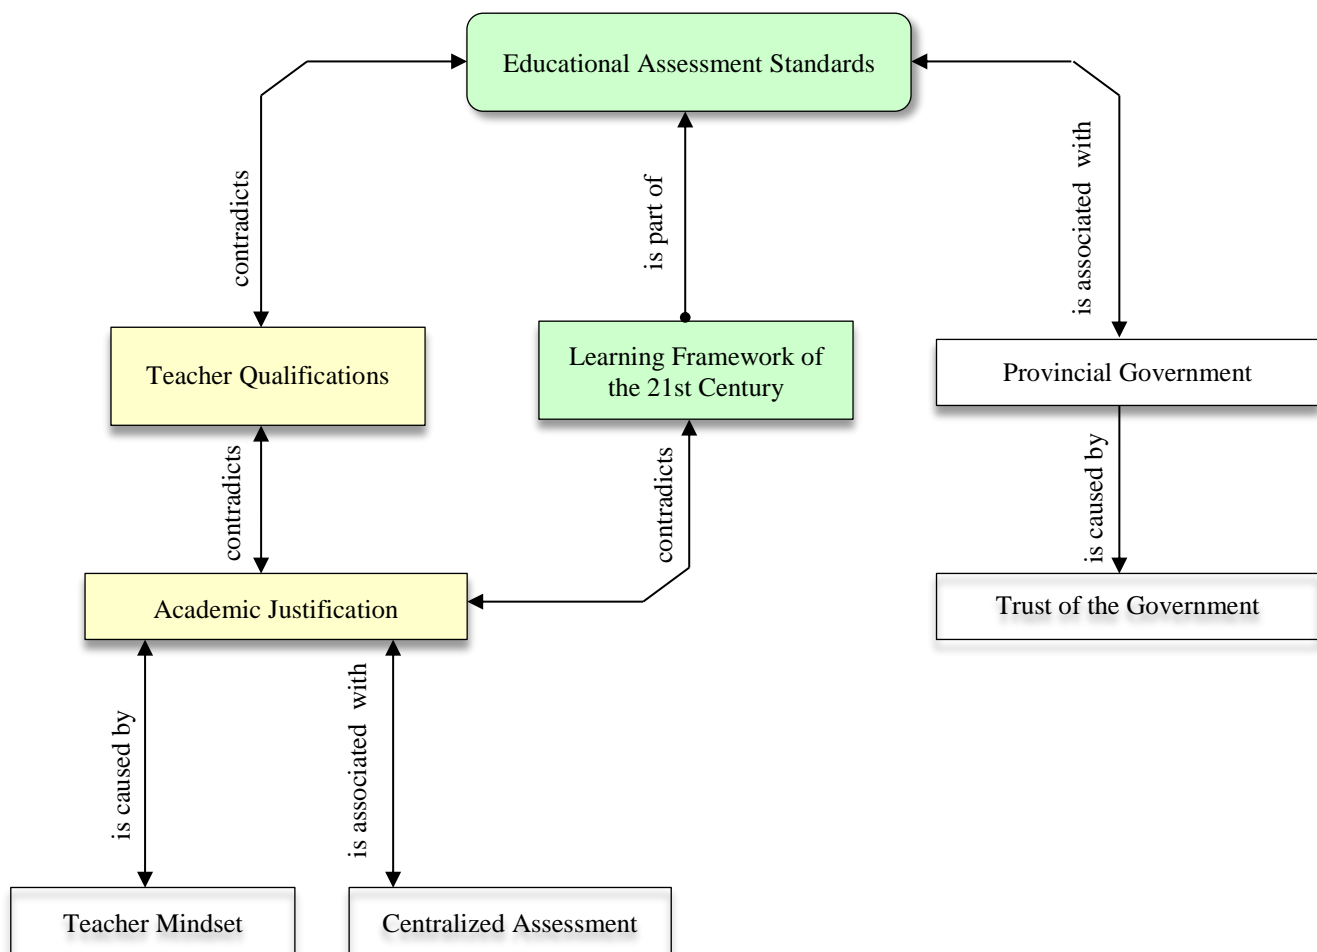 Educational Assessment Standards
contradicts
is part of
is associated with
Teacher Qualifications
Learning Framework of
the 21st Century
Provincial Government
contradicts
contradicts
is caused by
Academic Justification
Trust of the Government
is caused by
is associated with
Teacher Mindset
Centralized Assessment